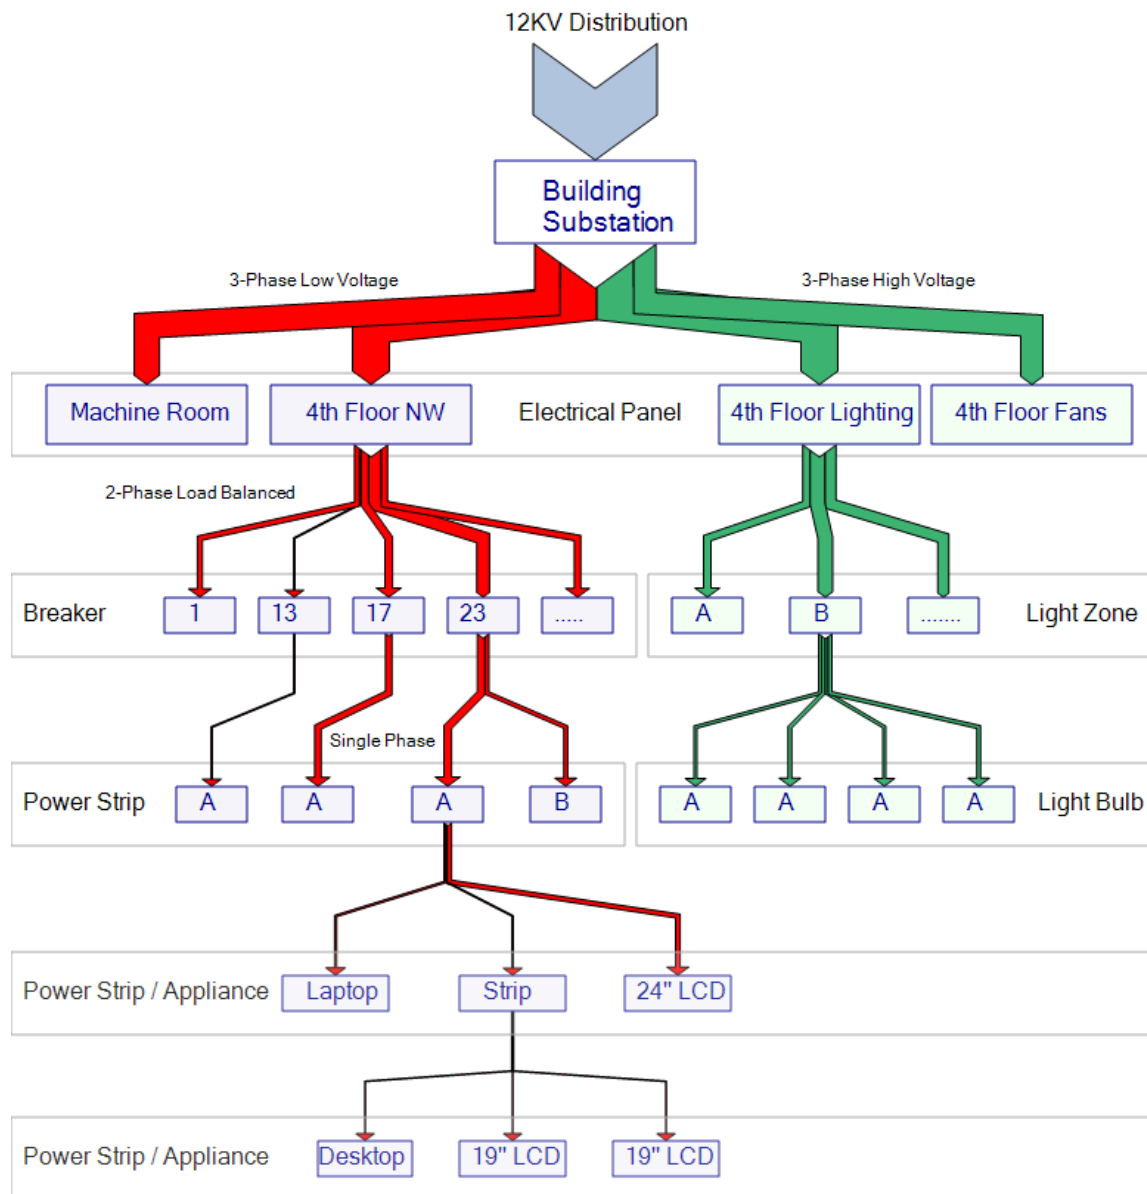 12KV Distribution
Building
Substation
3-Phase Low Voltage
3-Phase High Voltage
Machine Room
4th Floor NW
Electrical Panel
4th Floor Lighting
4th Floor Fans
2-Phase Load Balanced
Breaker
1
13
17
23
.....
A
B
.......
Light Zone
Single Phase
Power Strip
A
A
A
B
A
A
A
A
Light Bulb
Power Strip / Appliance
Laptop
Strip
24" LCD
Power Strip / Appliance
Desktop
19" LCD
19" LCD